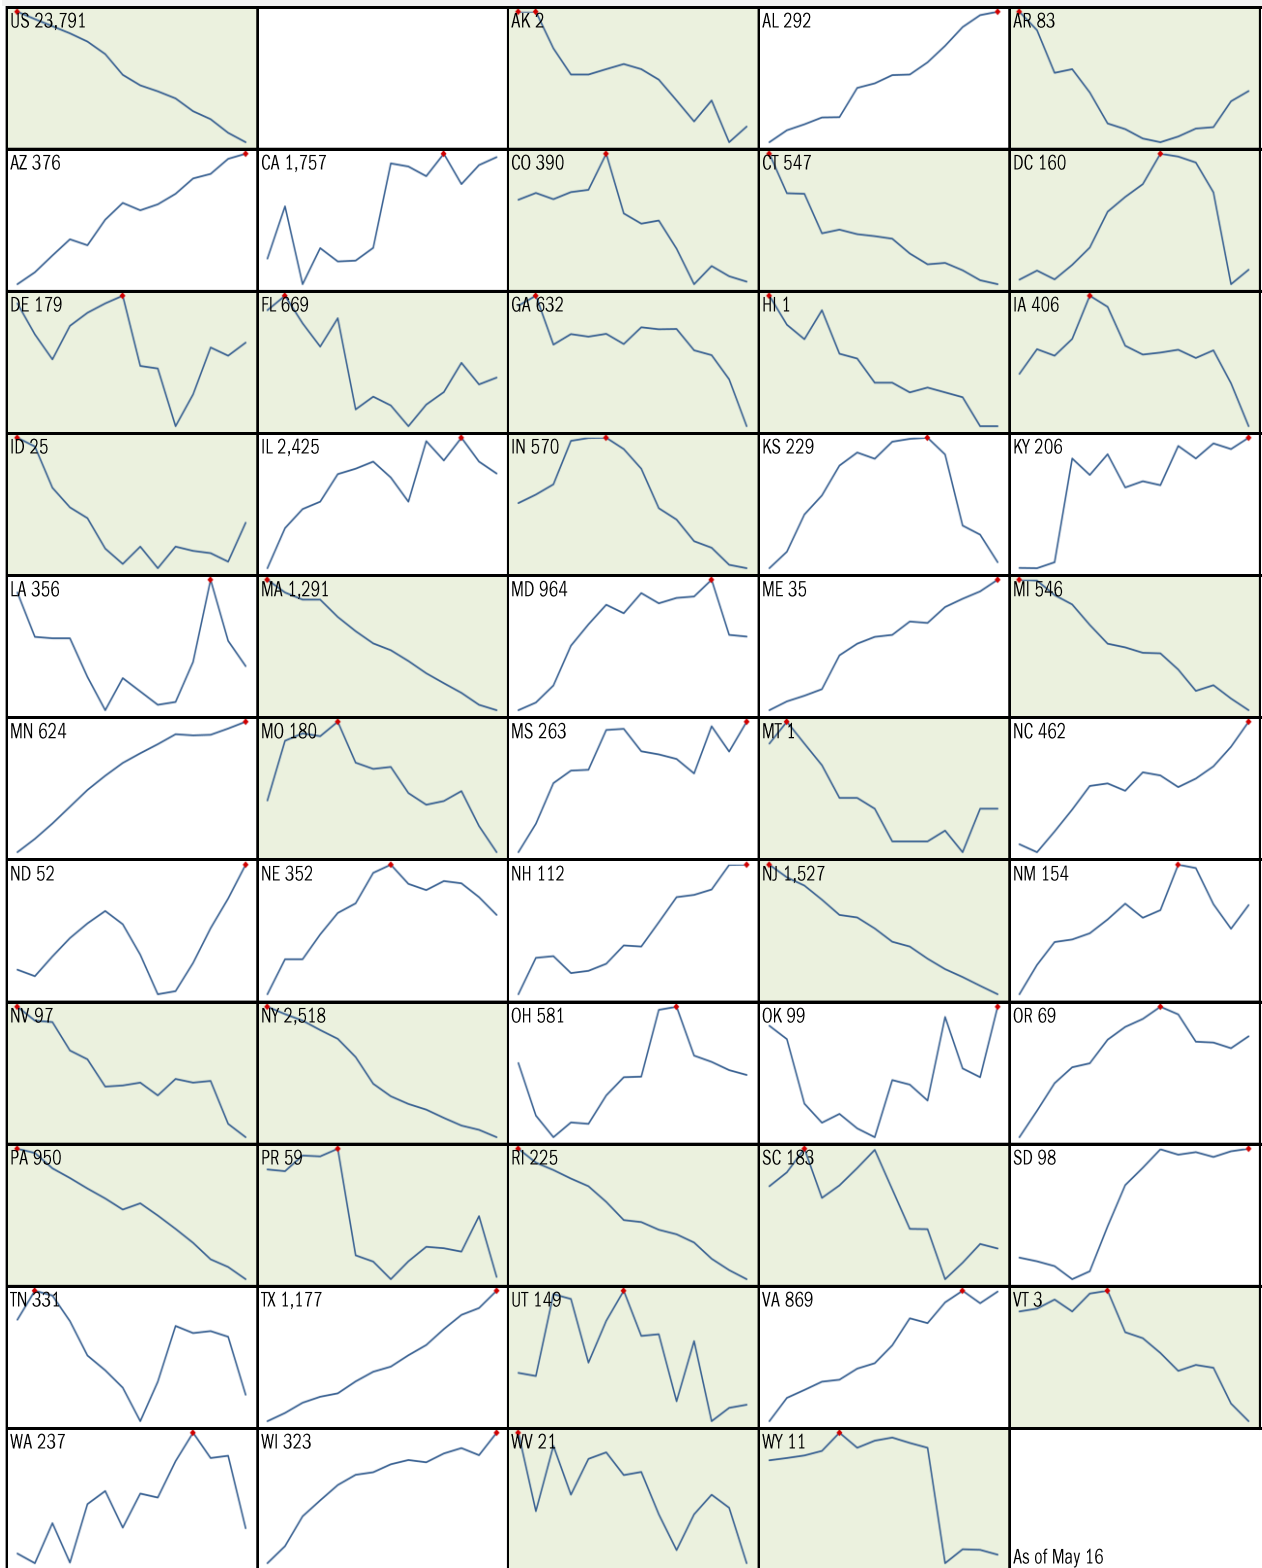 US 23,791
AK 2
AL 292
AR 83
AZ 376
CA 1,757
CO 390
CT 547
DC 160
DE 179
FL 669
GA 632
HI 1
IA 406
ID 25
IL 2,425
IN 570
KS 229
KY 206
LA 356
MA 1,291
MD 964
ME 35
MI 546
MN 624
MO 180
MS 263
MT 1
NC 462
ND 52
NE 352
NH 112
NJ 1,527
NM 154
NV 97
NY 2,518
OH 581
OK 99
OR 69
PA 950
PR 59
RI 225
SC 183
SD 98
TN 331
TX 1,177
UT 149
VA 869
VT 3
WA 237
WI 323
WV 21
WY 11
As of May 16